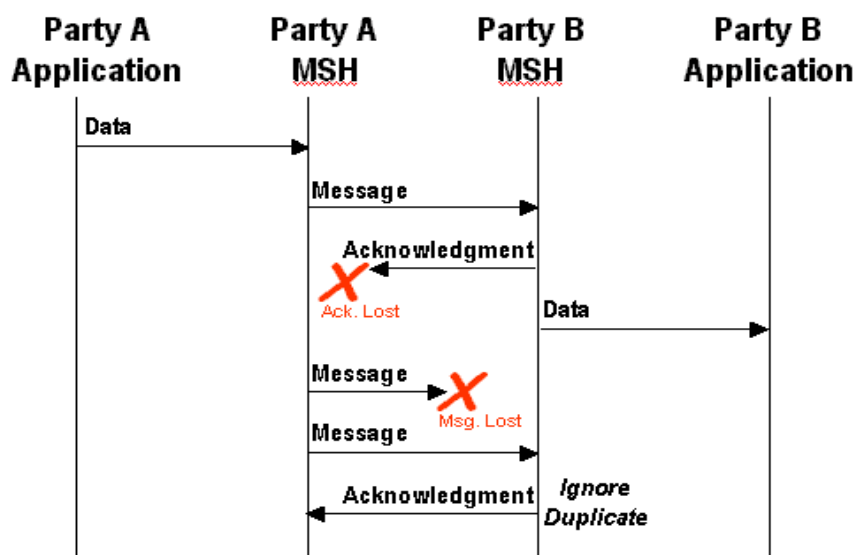 Party A
Application
Party A
MSH
Party B
MSH
Party B
Application
Data
Message
Acknowledgment
Ack. Lost
Data
Message
Msg. Lost
Message
Acknowledgment
Ignore
Duplicate